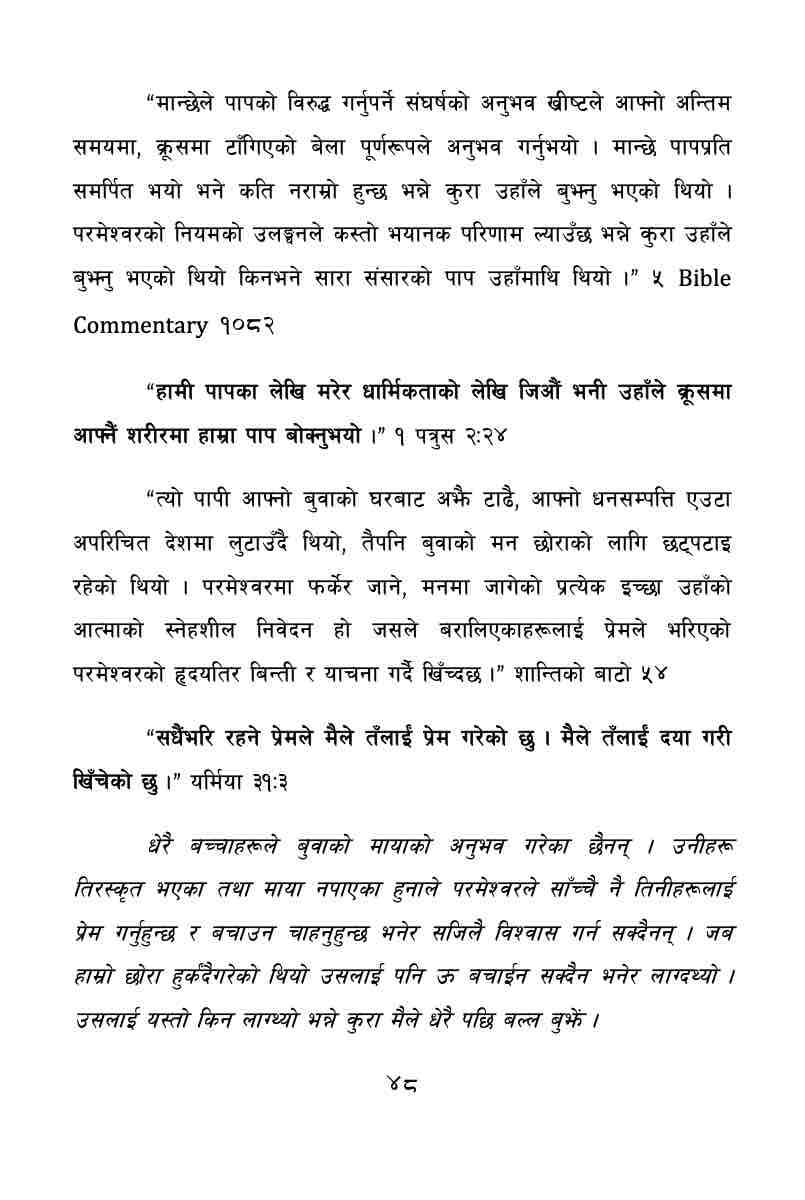 “मान्छेले पापको विरुद्ध गर्नुपर्ने संघर्षको अनुभव ख्रीष्टले आफ्नो अन्तिम
समयमा, क्रूसमा टाँगिएको बेला पूर्णरूपले अनुभव गर्नुभयो । मान्छे पापप्रति
समर्पित भयो भने कति नराम्रो हुन्छ भन्ने कुरा उहाँले बुझ्नु भएको थियो ।
परमेश्वरको नियमको उलङ्घनले कस्तो भयानक परिणाम ल्याउँछ भन्ने कुरा उहाँले
बुझ्नु भएको थियो किनभने सारा संसारको पाप उहाँमाथि थियो ।” ५ Bible
Commentary १०८२
“हामी पापका लेखि मरेर धार्मिकताको लेखि जिऔं भनी उहाँले क्रूसमा
आफ्नैं शरीरमा हाम्रा पाप बोक्नुभयो ।” १ पत्रुस २:२४
“त्यो पापी आफ्नो बुवाको घरबाट अझै टाढै, आफ्नो धनसम्पत्ति एउटा
अपरिचित देशमा लुटाउँदै थियो, तैपनि बुवाको मन छोराको लागि छट्पटाइ
रहेको थियो । परमेश्वरमा फर्केर जाने, मनमा जागेको प्रत्येक इच्छा उहाँको
आत्माको स्नेहशील निवेदन हो जसले बरालिएकाहरूलाई प्रेमले भरिएको
परमेश्वरको हृदयतिर बिन्ती र याचना गर्दै खिँच्दछ ।” शान्तिको बाटो ५४
“सधैंभरि रहने प्रेमले मैले तँलाईं प्रेम गरेको छु । मैले तँलाईं दया गरी
खिँचेको छु ।” यर्मिया ३१:३
धेरै बच्चाहरूले बुवाको मायाको अनुभव गरेका छैनन् । उनीहरू
तिरस्कृत भएका तथा माया नपाएका हुनाले परमेश्वरले साँच्चै नै तिनीहरूलाई
प्रेम गर्नुहुन्छ र बचाउन चाहनुहुन्छ भनेर सजिलै विश्वास गर्न सक्दैनन् । जब
हाम्रो छोरा हुर्कंदैगरेको थियो उसलाई पनि ऊ बचाईन सक्दैन भनेर लाग्दथ्यो ।
उसलाई यस्तो किन लाग्थ्यो भन्ने कुरा मैले धेरै पछि बल्ल बुझें ।
४८